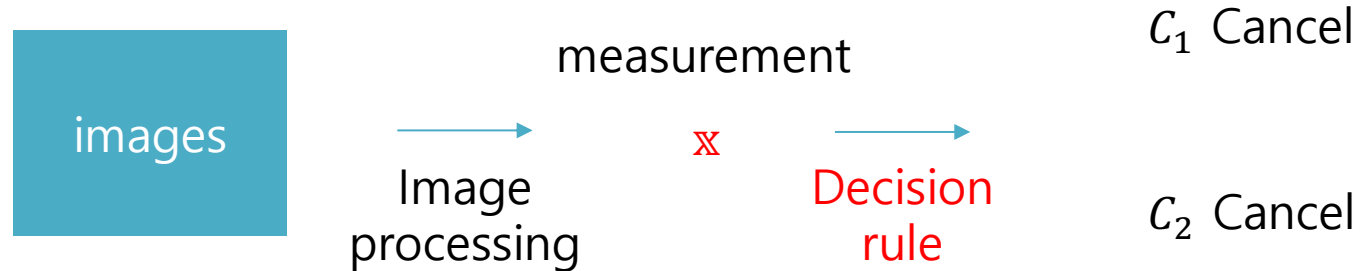 images
Image
processing
measurement
𝕩
Decision
rule
C₁ Cancel
C₂ Cancel